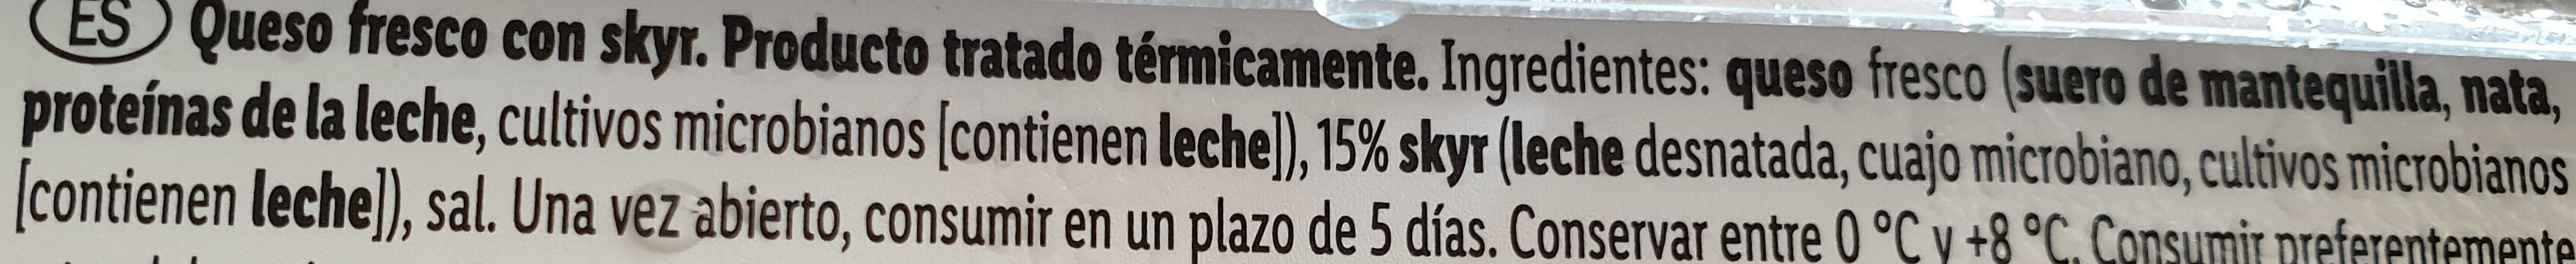 ES Queso fresco con skyr. Producto tratado térmicamente. Ingredientes: queso fresco (suero de mantequilla, nata,
proteínas de la leche, cultivos microbianos [contienen leche]), 15% skyr (leche desnatada, cuajo microbiano, cultivos microbianos
[contienen leche]), sal. Una vez abierto, consumir en un plazo de 5 días. Conservar entre 0 °C y +8 °C. Consumir preferentemente